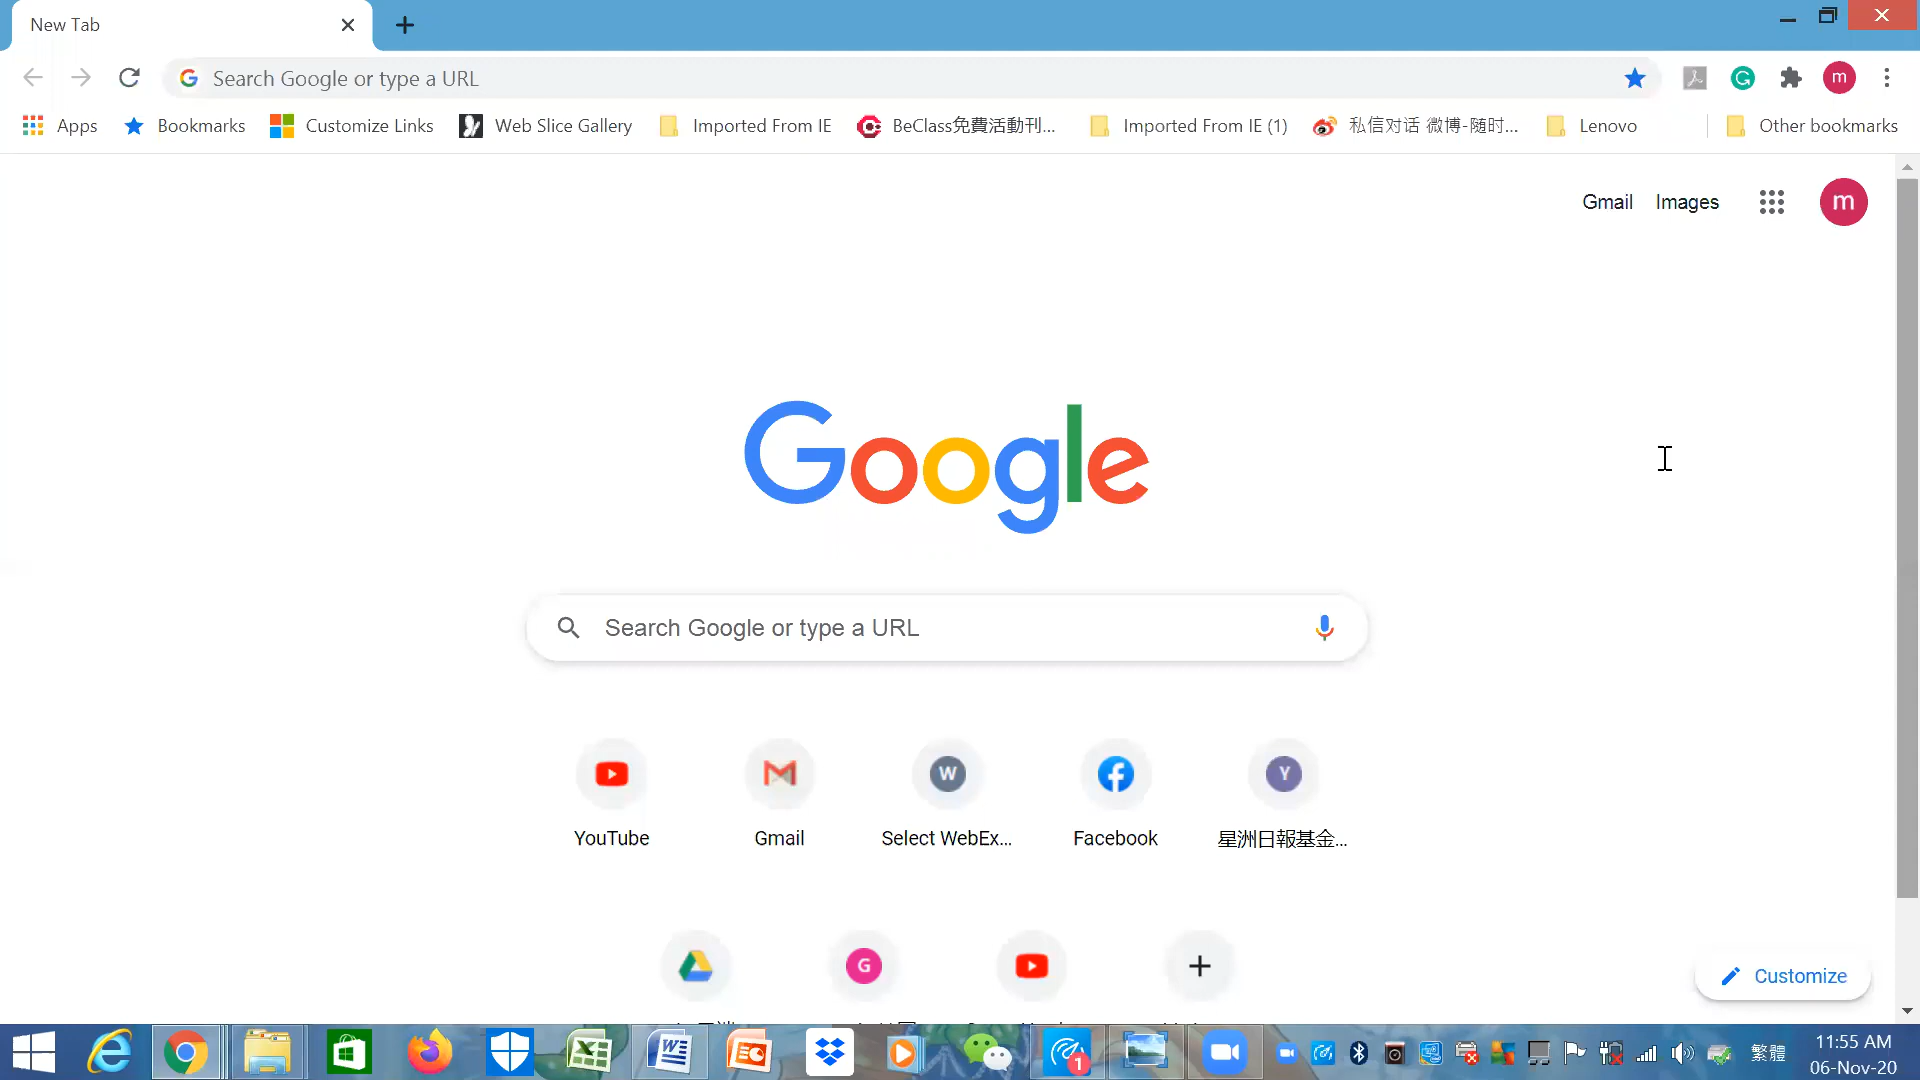 New Tab
Search Google or type a URL
m
Apps
Bookmarks
Customize Links
Web Slice Gallery
Imported From IE
BeClass免費活動刊...
Imported From IE (1)
私信对话 微博-随时...
Lenovo
Other bookmarks
Gmail
Images
m
Google
Search Google or type a URL
W
Y
YouTube
Gmail
Select WebEx...
Facebook
星洲日報基金...
G
Customize
1
繁體
11:55 AM
06-Nov-20